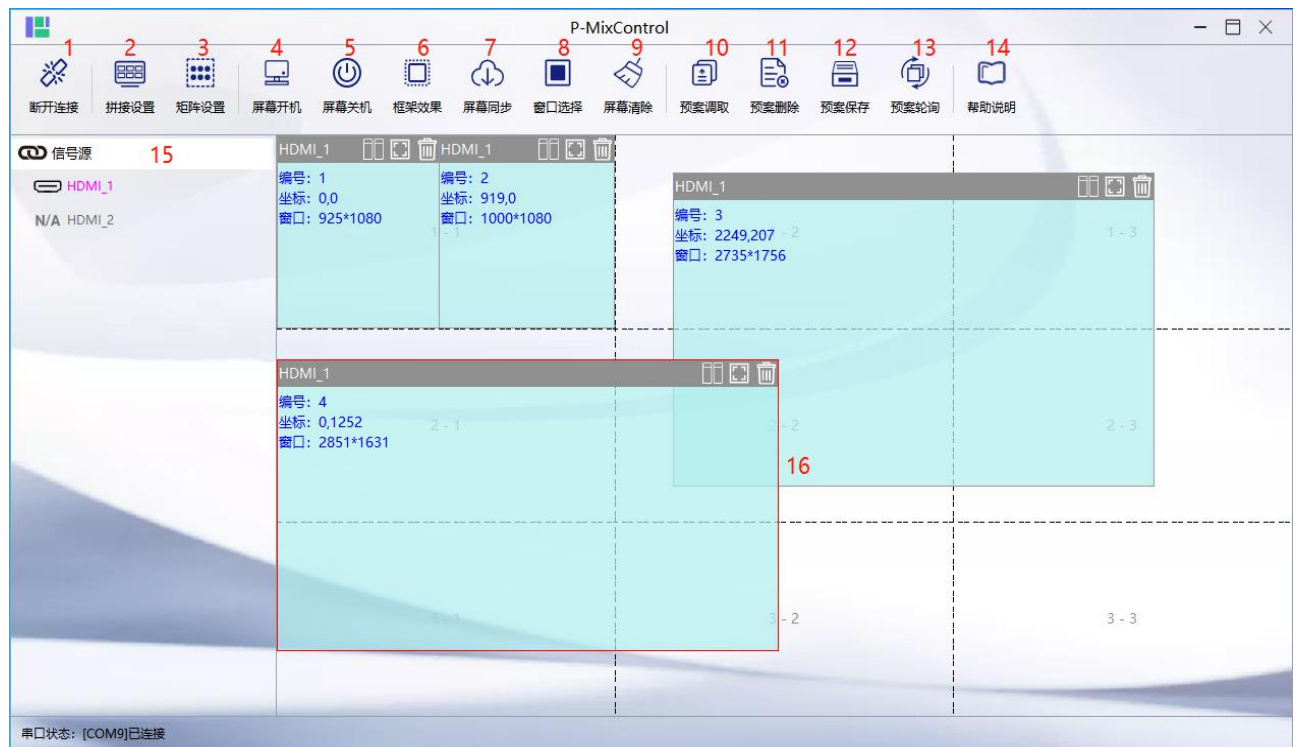 P-MixControl
1 2 3 4 5 6 7 8 9 10 11 12 13 14
断开连接 拼接设置 矩阵设置 屏幕开机 屏幕关机 框架效果 屏幕同步 窗口选择 屏幕清除 预案调取 预案删除 预案保存 预案轮询 帮助说明
信号源 15
HDMI_1
N/A HDMI_2
HDMI_1
编号: 1
坐标: 0,0
窗口: 925*1080
HDMI_1
编号: 2
坐标: 919,0
窗口: 1000*1080
1 - 1
HDMI_1
编号: 3
坐标: 2249,207
窗口: 2735*1756
- 2
1 - 3
HDMI_1
编号: 4
坐标: 0,1252
窗口: 2851*1631
2 - 1
2 - 2
2 - 3
16
3 - 1
3 - 2
3 - 3
串口状态: [COM9]已连接